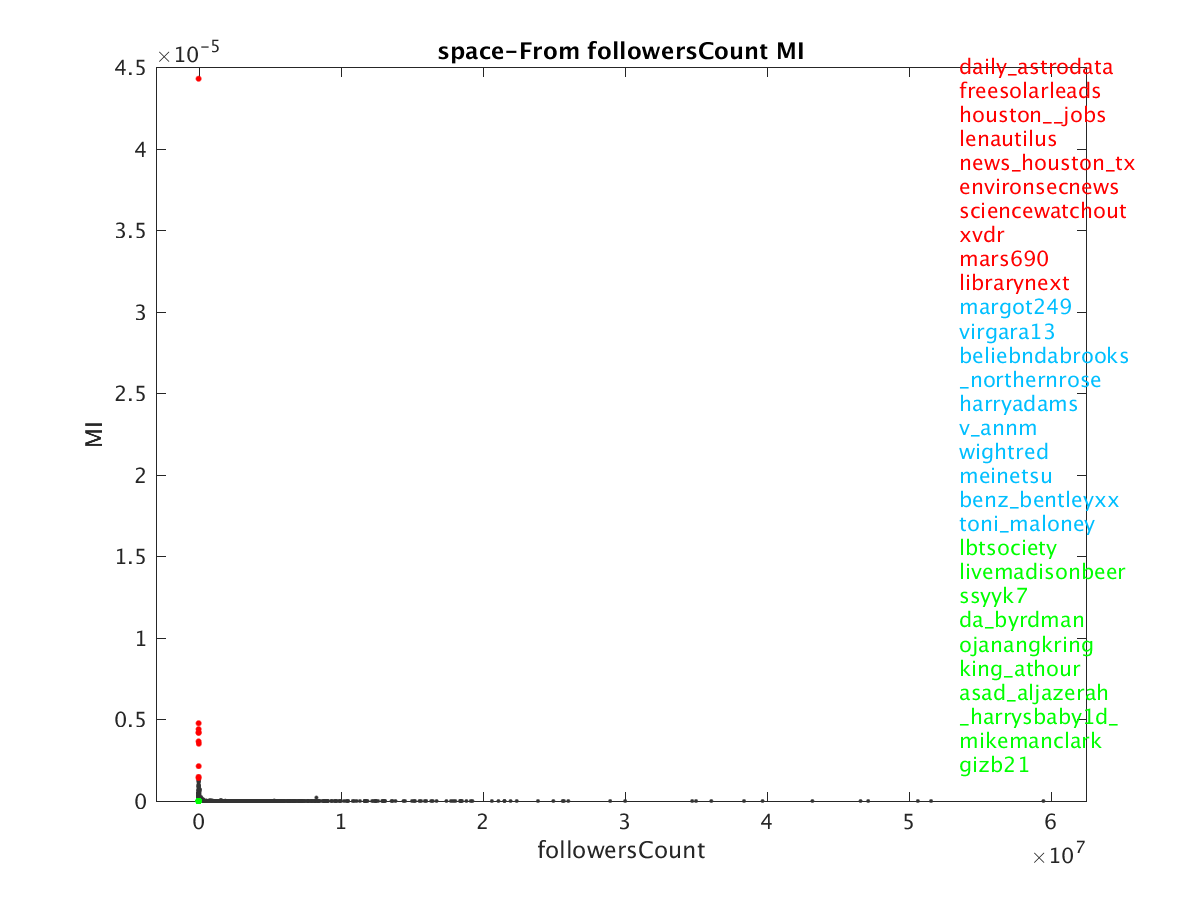 space-From followersCount MI
×10^-5
4.5
4
3.5
3
2.5
2
1.5
1
0.5
0
MI
0
1
2
3
4
5
6
×10^7
followersCount
daily_astrodata
freesolarleads
houston__jobs
lenautilus
news_houston_tx
environsecnews
sciencewatchout
xvdr
mars690
librarynext
margot249
virgara13
beliebndabrooks
_northernrose
harryadams
v_annm
wightred
meinetsu
benz_bentleyxx
toni_maloney
lbtsociety
livemadisonbeer
ssyyk7
da_byrdman
ojanangkring
king_athour
asad_aljazerah
_harrysbaby1d_
mikemanclark
gizb21